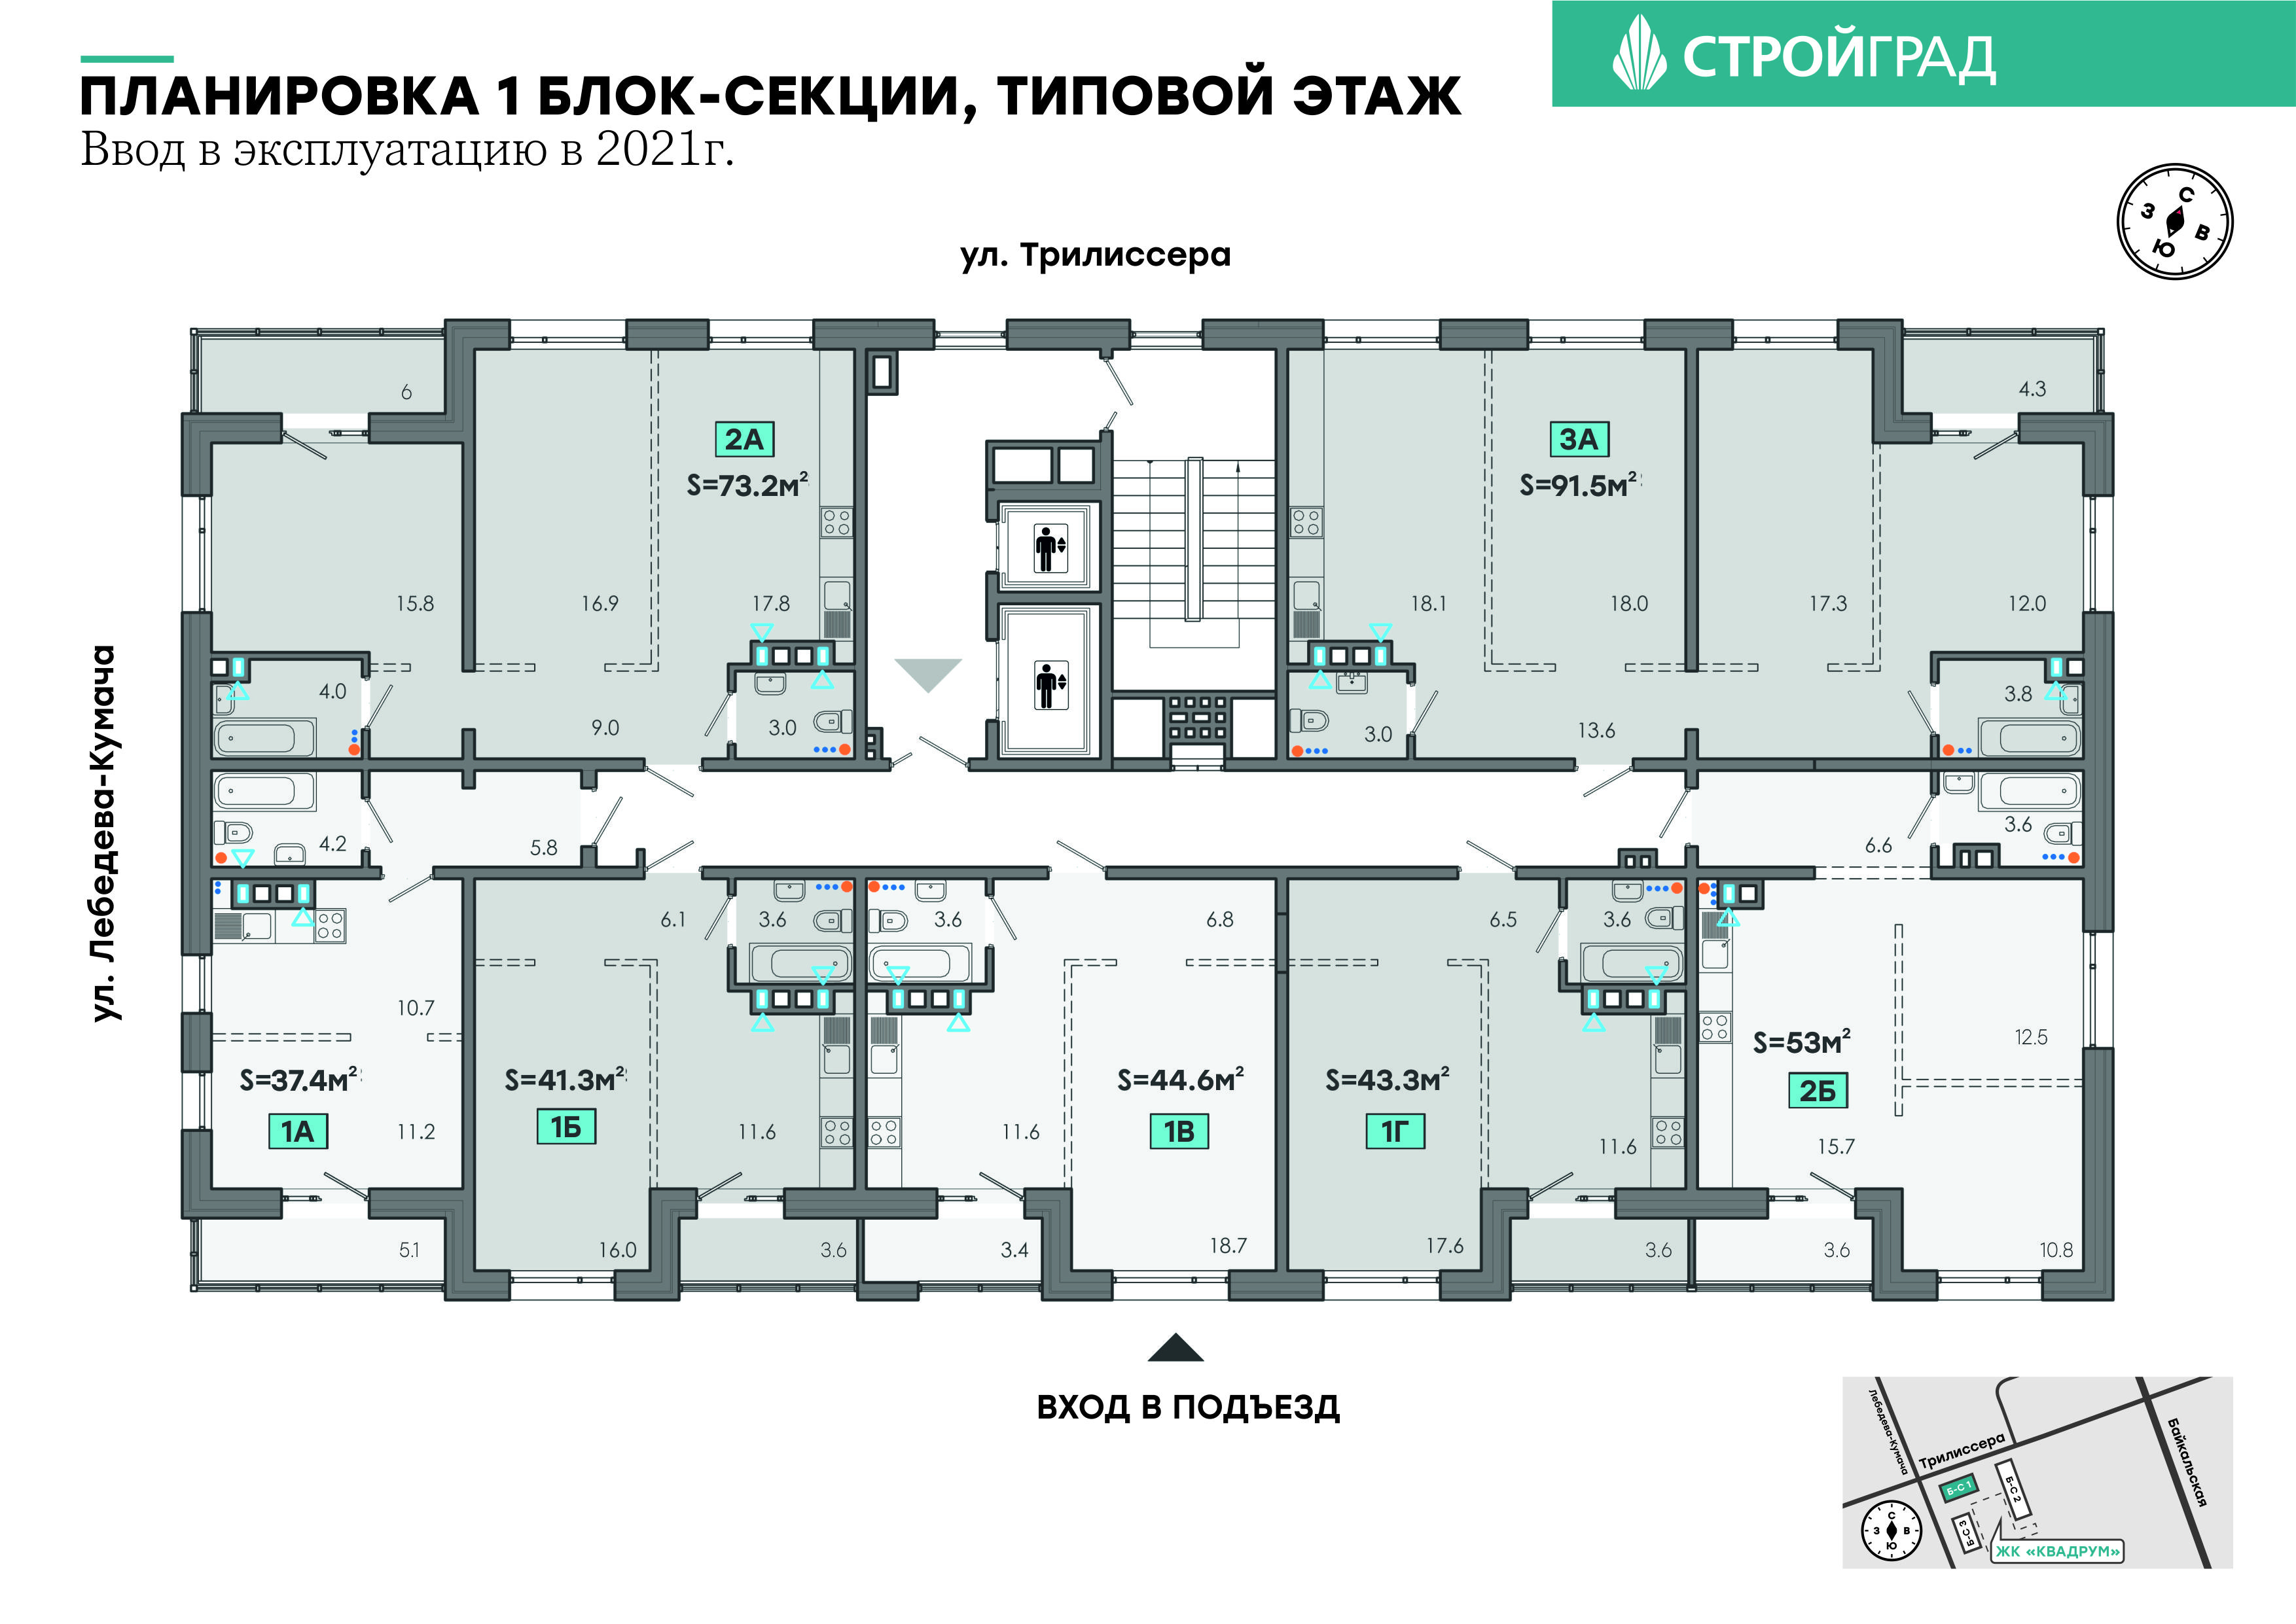 СТРОЙГРАД
ПЛАНИРОВКА 1 БЛОК-СЕКЦИИ, ТИПОВОЙ ЭТАЖ
Ввод в эксплуатацию в 2021г.
С
З
В
Ю
ул. Трилиссера
ул. Лебедева-Кумача
6
4.3
2А
3А
S=73.2м²
S=91.5м²
15.8
16.9
17.8
18.1
18.0
17.3
12.0
4.0
9.0
3.0
3.0
13.6
3.8
4.2
5.8
6.6
3.6
6.1
3.6
3.6
6.8
6.5
3.6
10.7
12.5
S=37.4м²
S=41.3м²
S=44.6м²
S=43.3м²
S=53м²
1А
1Б
1В
1Г
2Б
11.2
11.6
11.6
11.6
15.7
5.1
16.0
3.6
3.4
18.7
17.6
3.6
3.6
10.8
ВХОД В ПОДЪЕЗД
Лебедева-Кумача
Трилиссера
Байкальская
Б-С 1
Б-С 2
Б-С 3
С
З
В
Ю
ЖК «КВАДРУМ»